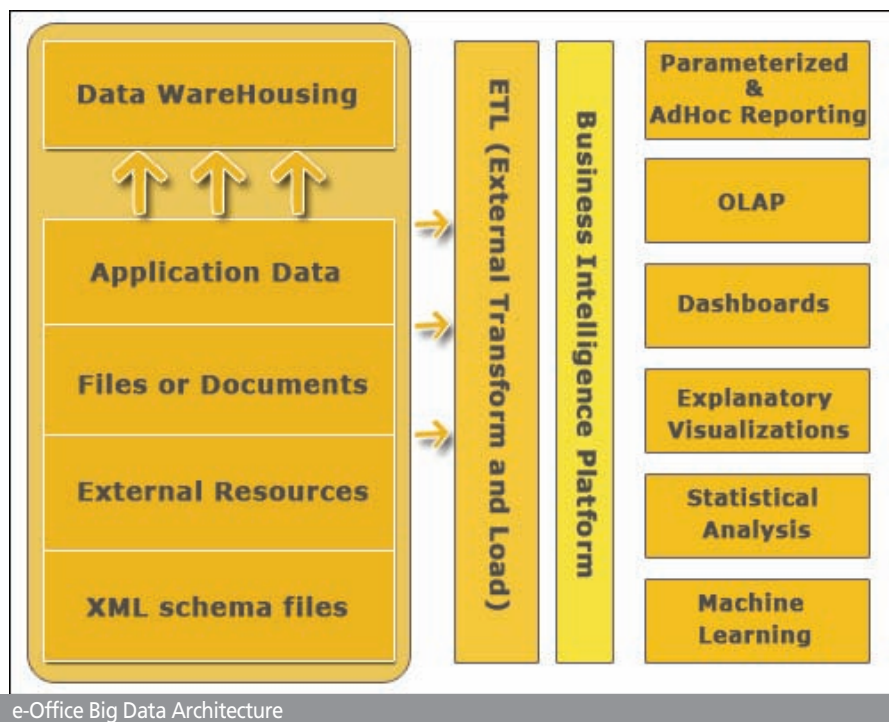 Data WareHousing
Application Data
Files or Documents
External Resources
XML schema files
ETL (External Transform and Load)
Business Intelligence Platform
Parameterized
&
AdHoc Reporting
OLAP
Dashboards
Explanatory
Visualizations
Statistical
Analysis
Machine
Learning
e-Office Big Data Architecture